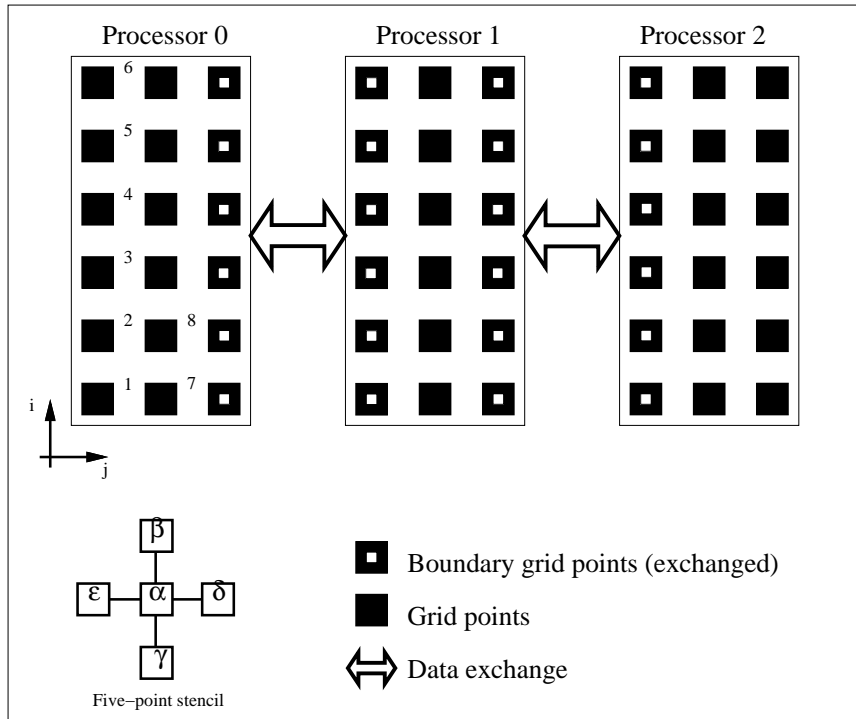 Processor 0
Processor 1
Processor 2
6
5
4
3
2
8
1
7
i
j
β
ε
α
δ
γ
Five−point stencil
Boundary grid points (exchanged)
Grid points
Data exchange